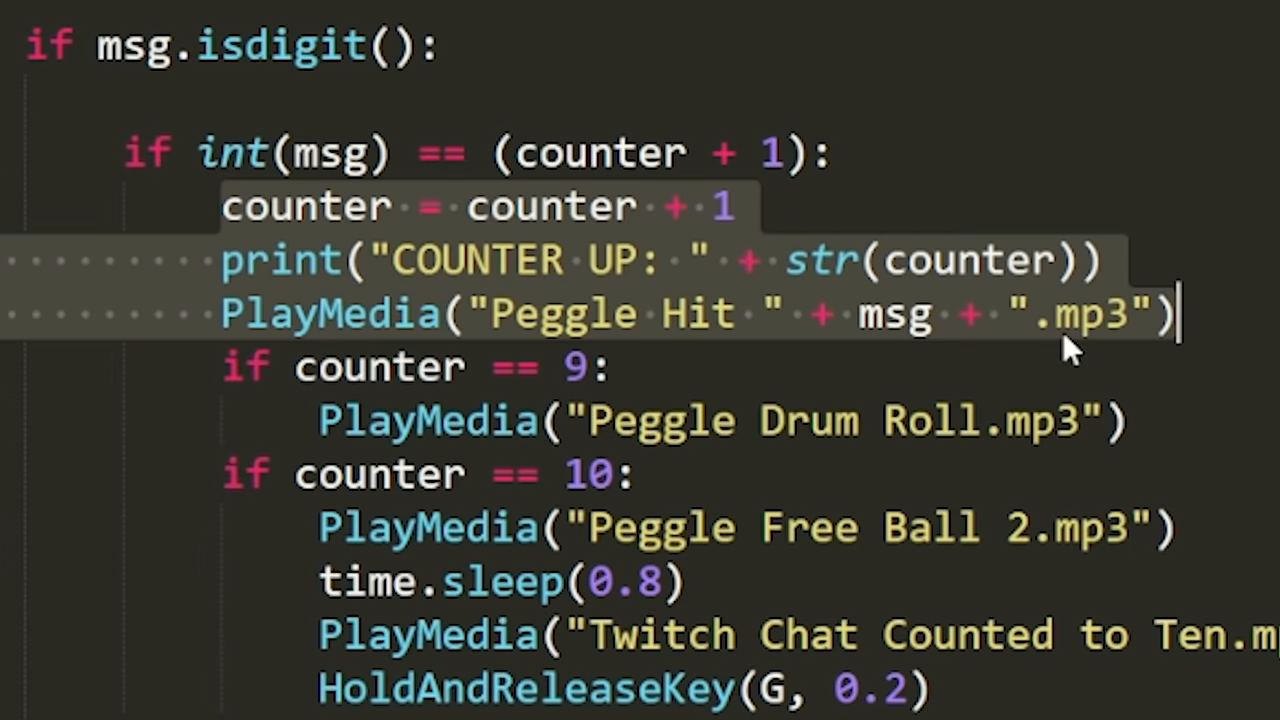 if msg.isdigit():
if int(msg) == (counter + 1):
counter = counter + 1
print("COUNTER UP: " + str(counter))
PlayMedia("Peggle Hit " + msg + ".mp3")
if counter == 9:
PlayMedia("Peggle Drum Roll.mp3")
if counter == 10:
PlayMedia("Peggle Free Ball 2.mp3")
time.sleep(0.8)
PlayMedia("Twitch Chat Counted to Ten.m
HoldAndReleaseKey(G, 0.2)